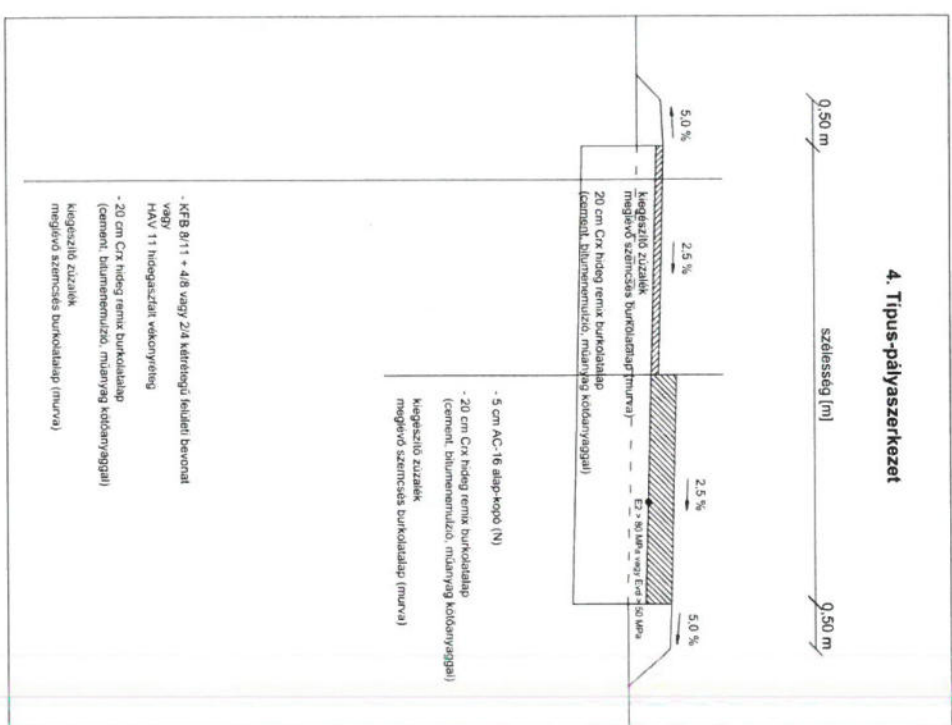 4. Típus-pályaszerkezet
szélesség [m]
0,50 m
0,50 m
5,0 %
2,5 %
2,5 %
5,0 %
E2 > 80 MPa vagy Evd > 50 MPa
kiegészítő zúzalék
meglévő szemcsés burkolatalap (murva)
20 cm Crx hideg remix burkolatalap
(cement, bitumenemulzió, műanyag kötőanyaggal)
- 5 cm AC-16 alap-kopó (N)
- 20 cm Crx hideg remix burkolatalap
(cement, bitumenemulzió, műanyag kötőanyaggal)
kiegészítő zúzalék
meglévő szemcsés burkolatalap (murva)
- KFB 8/11 + 4/8 vagy 2/4 kétrétegű felületi bevonat
vagy
HAV 11 hidegaszfalt vékonyréteg
- 20 cm Crx hideg remix burkolatalap
(cement, bitumenemulzió, műanyag kötőanyaggal)
kiegészítő zúzalék
meglévő szemcsés burkolatalap (murva)